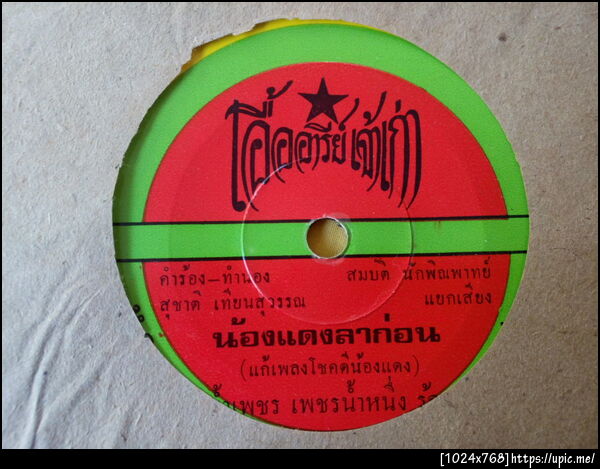 เอื้ออารีย์ เจ้าเก่า
คำร้อง-ทำนอง สมบัติ นักพิณพาทย์
สุชาติ เทียนสุวรรณ แยกเสียง
น้องแดงลาก่อน
(แก้เพลงโชคดีน้องแดง)
เพชร เพชรน้ำหนึ่ง
[1024x768]https://upic.me/